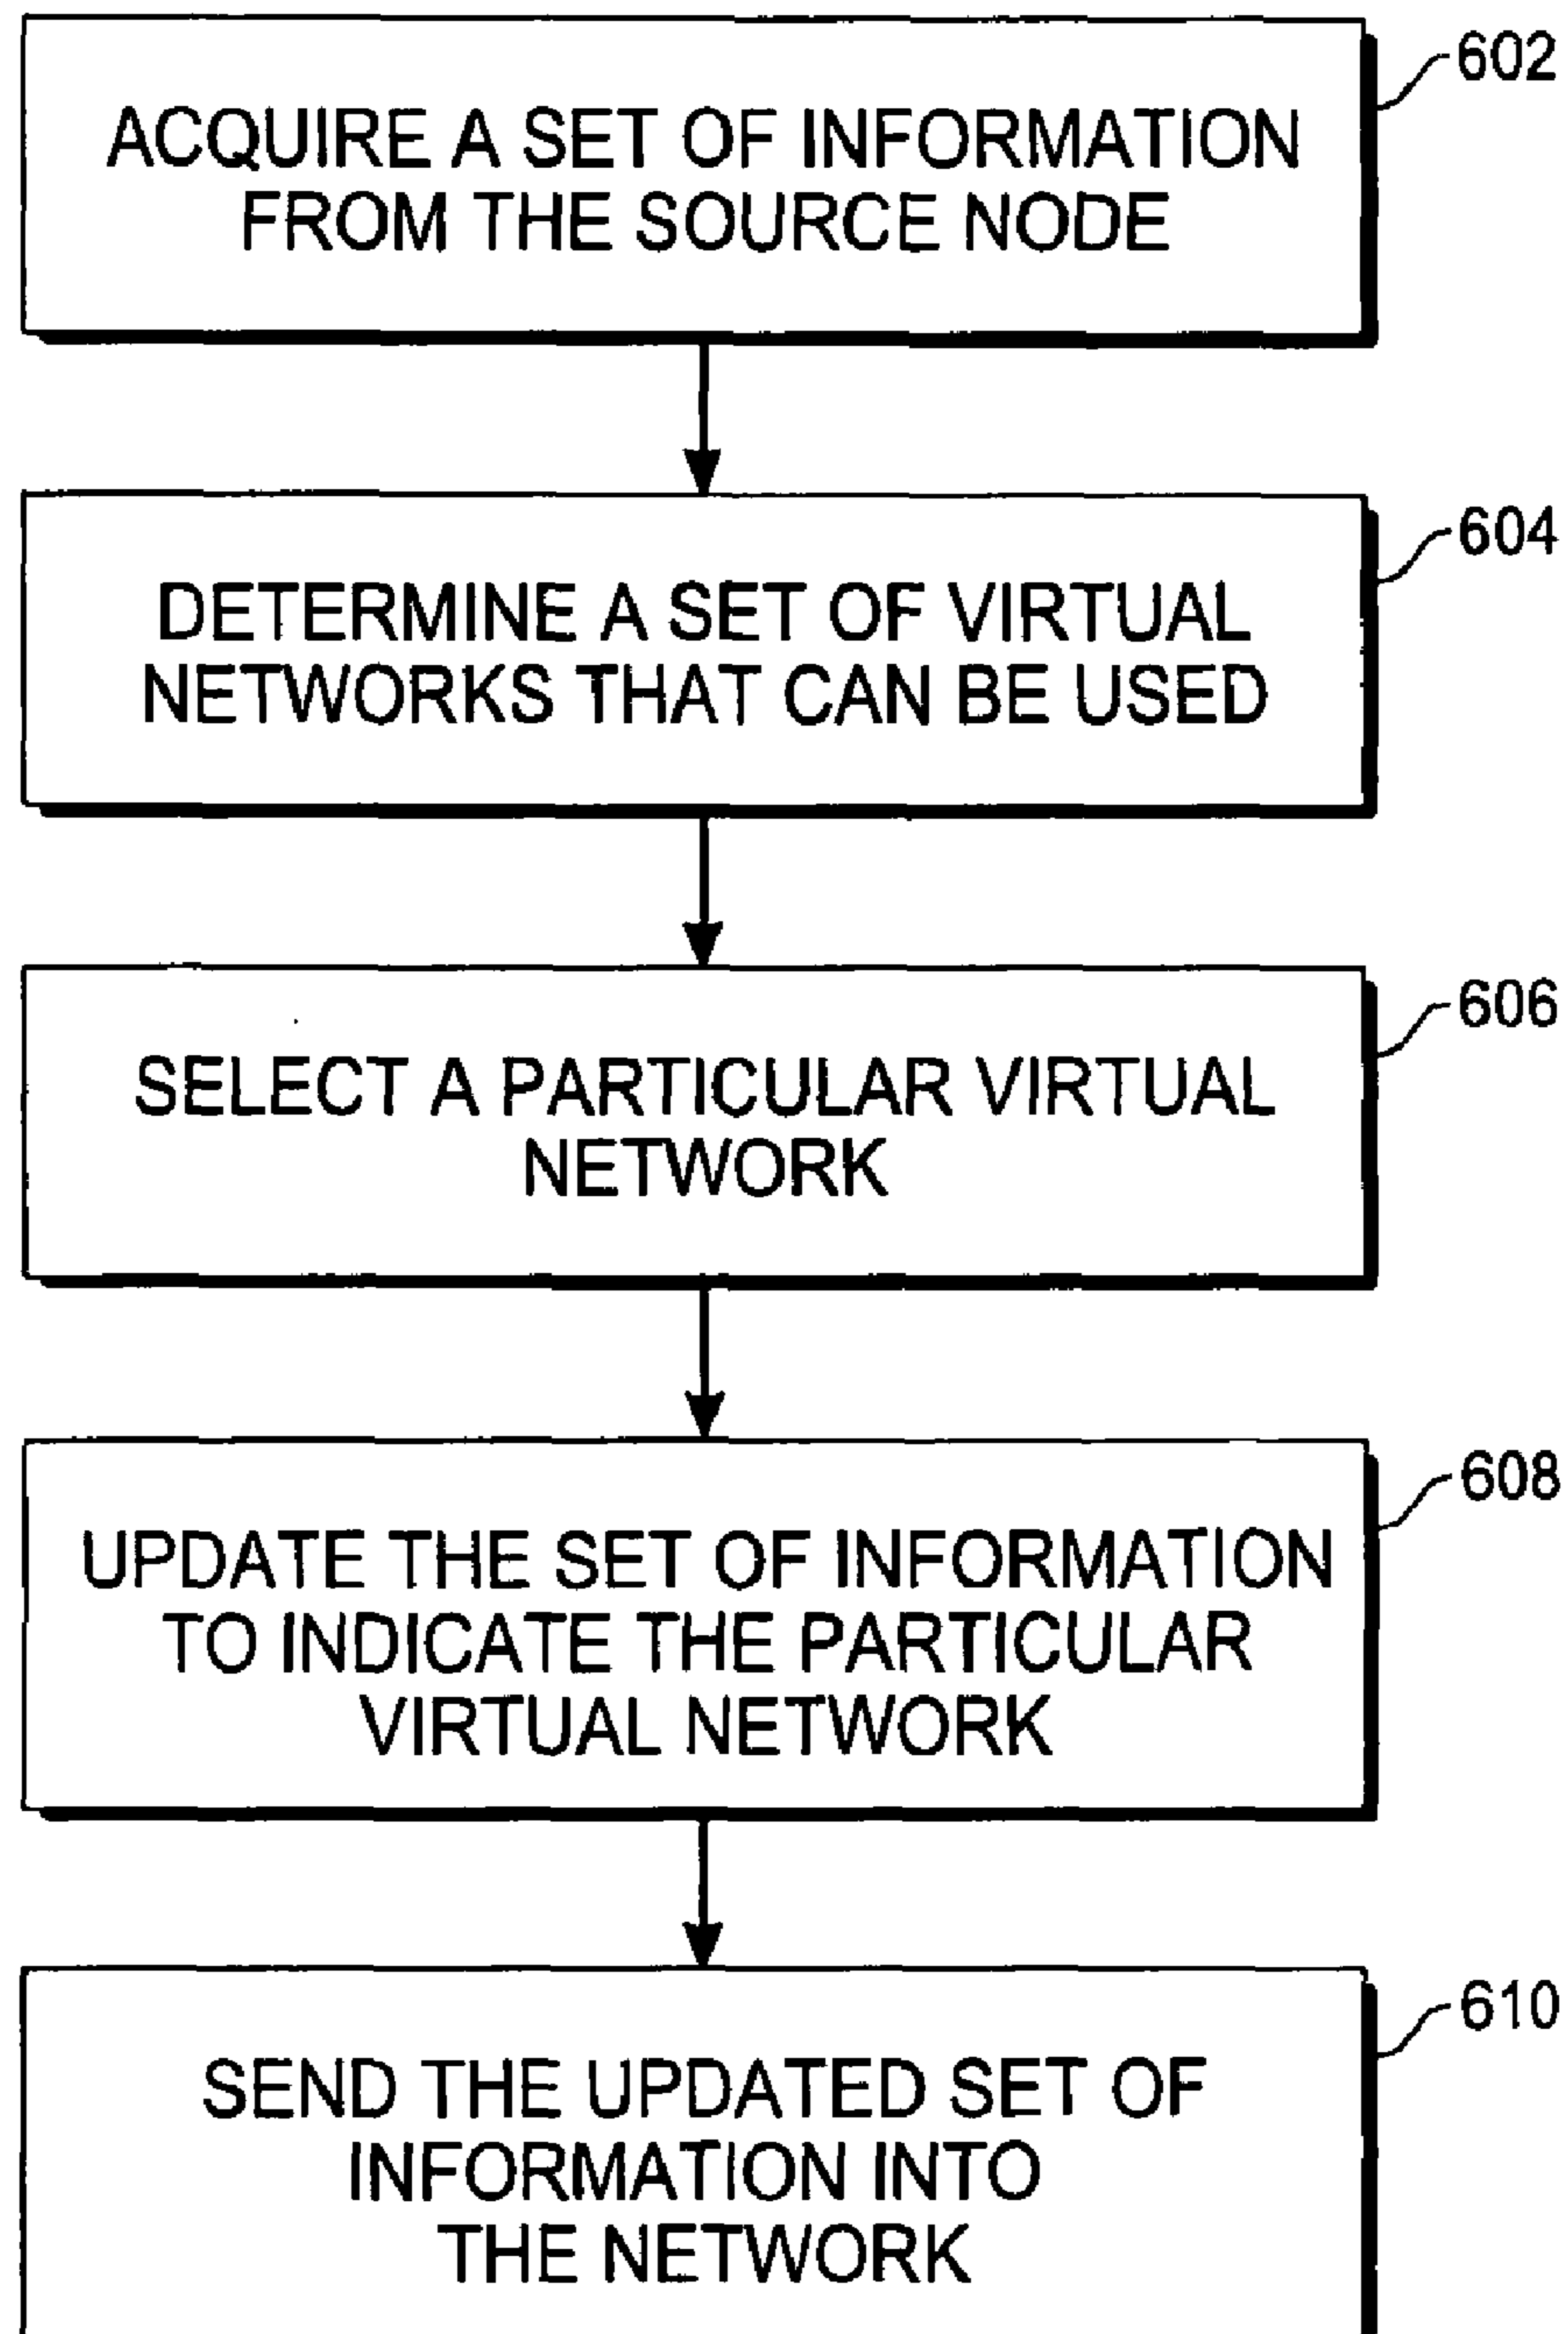 602
ACQUIRE A SET OF INFORMATION
FROM THE SOURCE NODE
604
DETERMINE A SET OF VIRTUAL
NETWORKS THAT CAN BE USED
606
SELECT A PARTICULAR VIRTUAL
NETWORK
608
UPDATE THE SET OF INFORMATION
TO INDICATE THE PARTICULAR
VIRTUAL NETWORK
610
SEND THE UPDATED SET OF
INFORMATION INTO
THE NETWORK